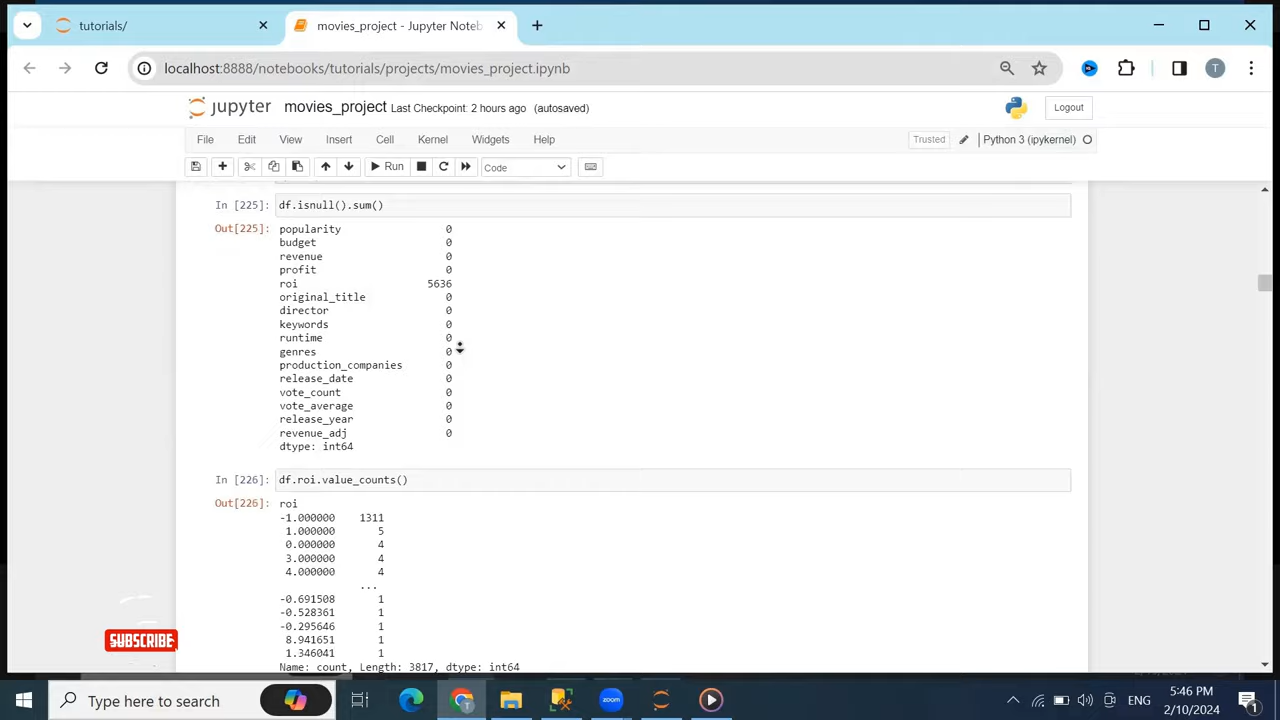 tutorials/
movies_project - Jupyter Noteb
localhost:8888/notebooks/tutorials/projects/movies_project.ipynb
T
jupyter movies_project Last Checkpoint: 2 hours ago (autosaved)
Logout
File Edit View Insert Cell Kernel Widgets Help
Trusted
Python 3 (ipykernel)
Run
Code
In [225]: df.isnull().sum()
Out[225]: popularity 0
budget 0
revenue 0
profit 0
roi 5636
original_title 0
director 0
keywords 0
runtime 0
genres 0
production_companies 0
release_date 0
vote_count 0
vote_average 0
release_year 0
revenue_adj 0
dtype: int64
In [226]: df.roi.value_counts()
Out[226]: roi
-1.000000 1311
1.000000 5
0.000000 4
3.000000 4
4.000000 4
...
-0.691508 1
-0.528361 1
-0.295646 1
8.941651 1
1.346041 1
Name: count, Length: 3817, dtype: int64
SUBSCRIBE
Type here to search
T
zoom
ENG
5:46 PM
2/10/2024
1